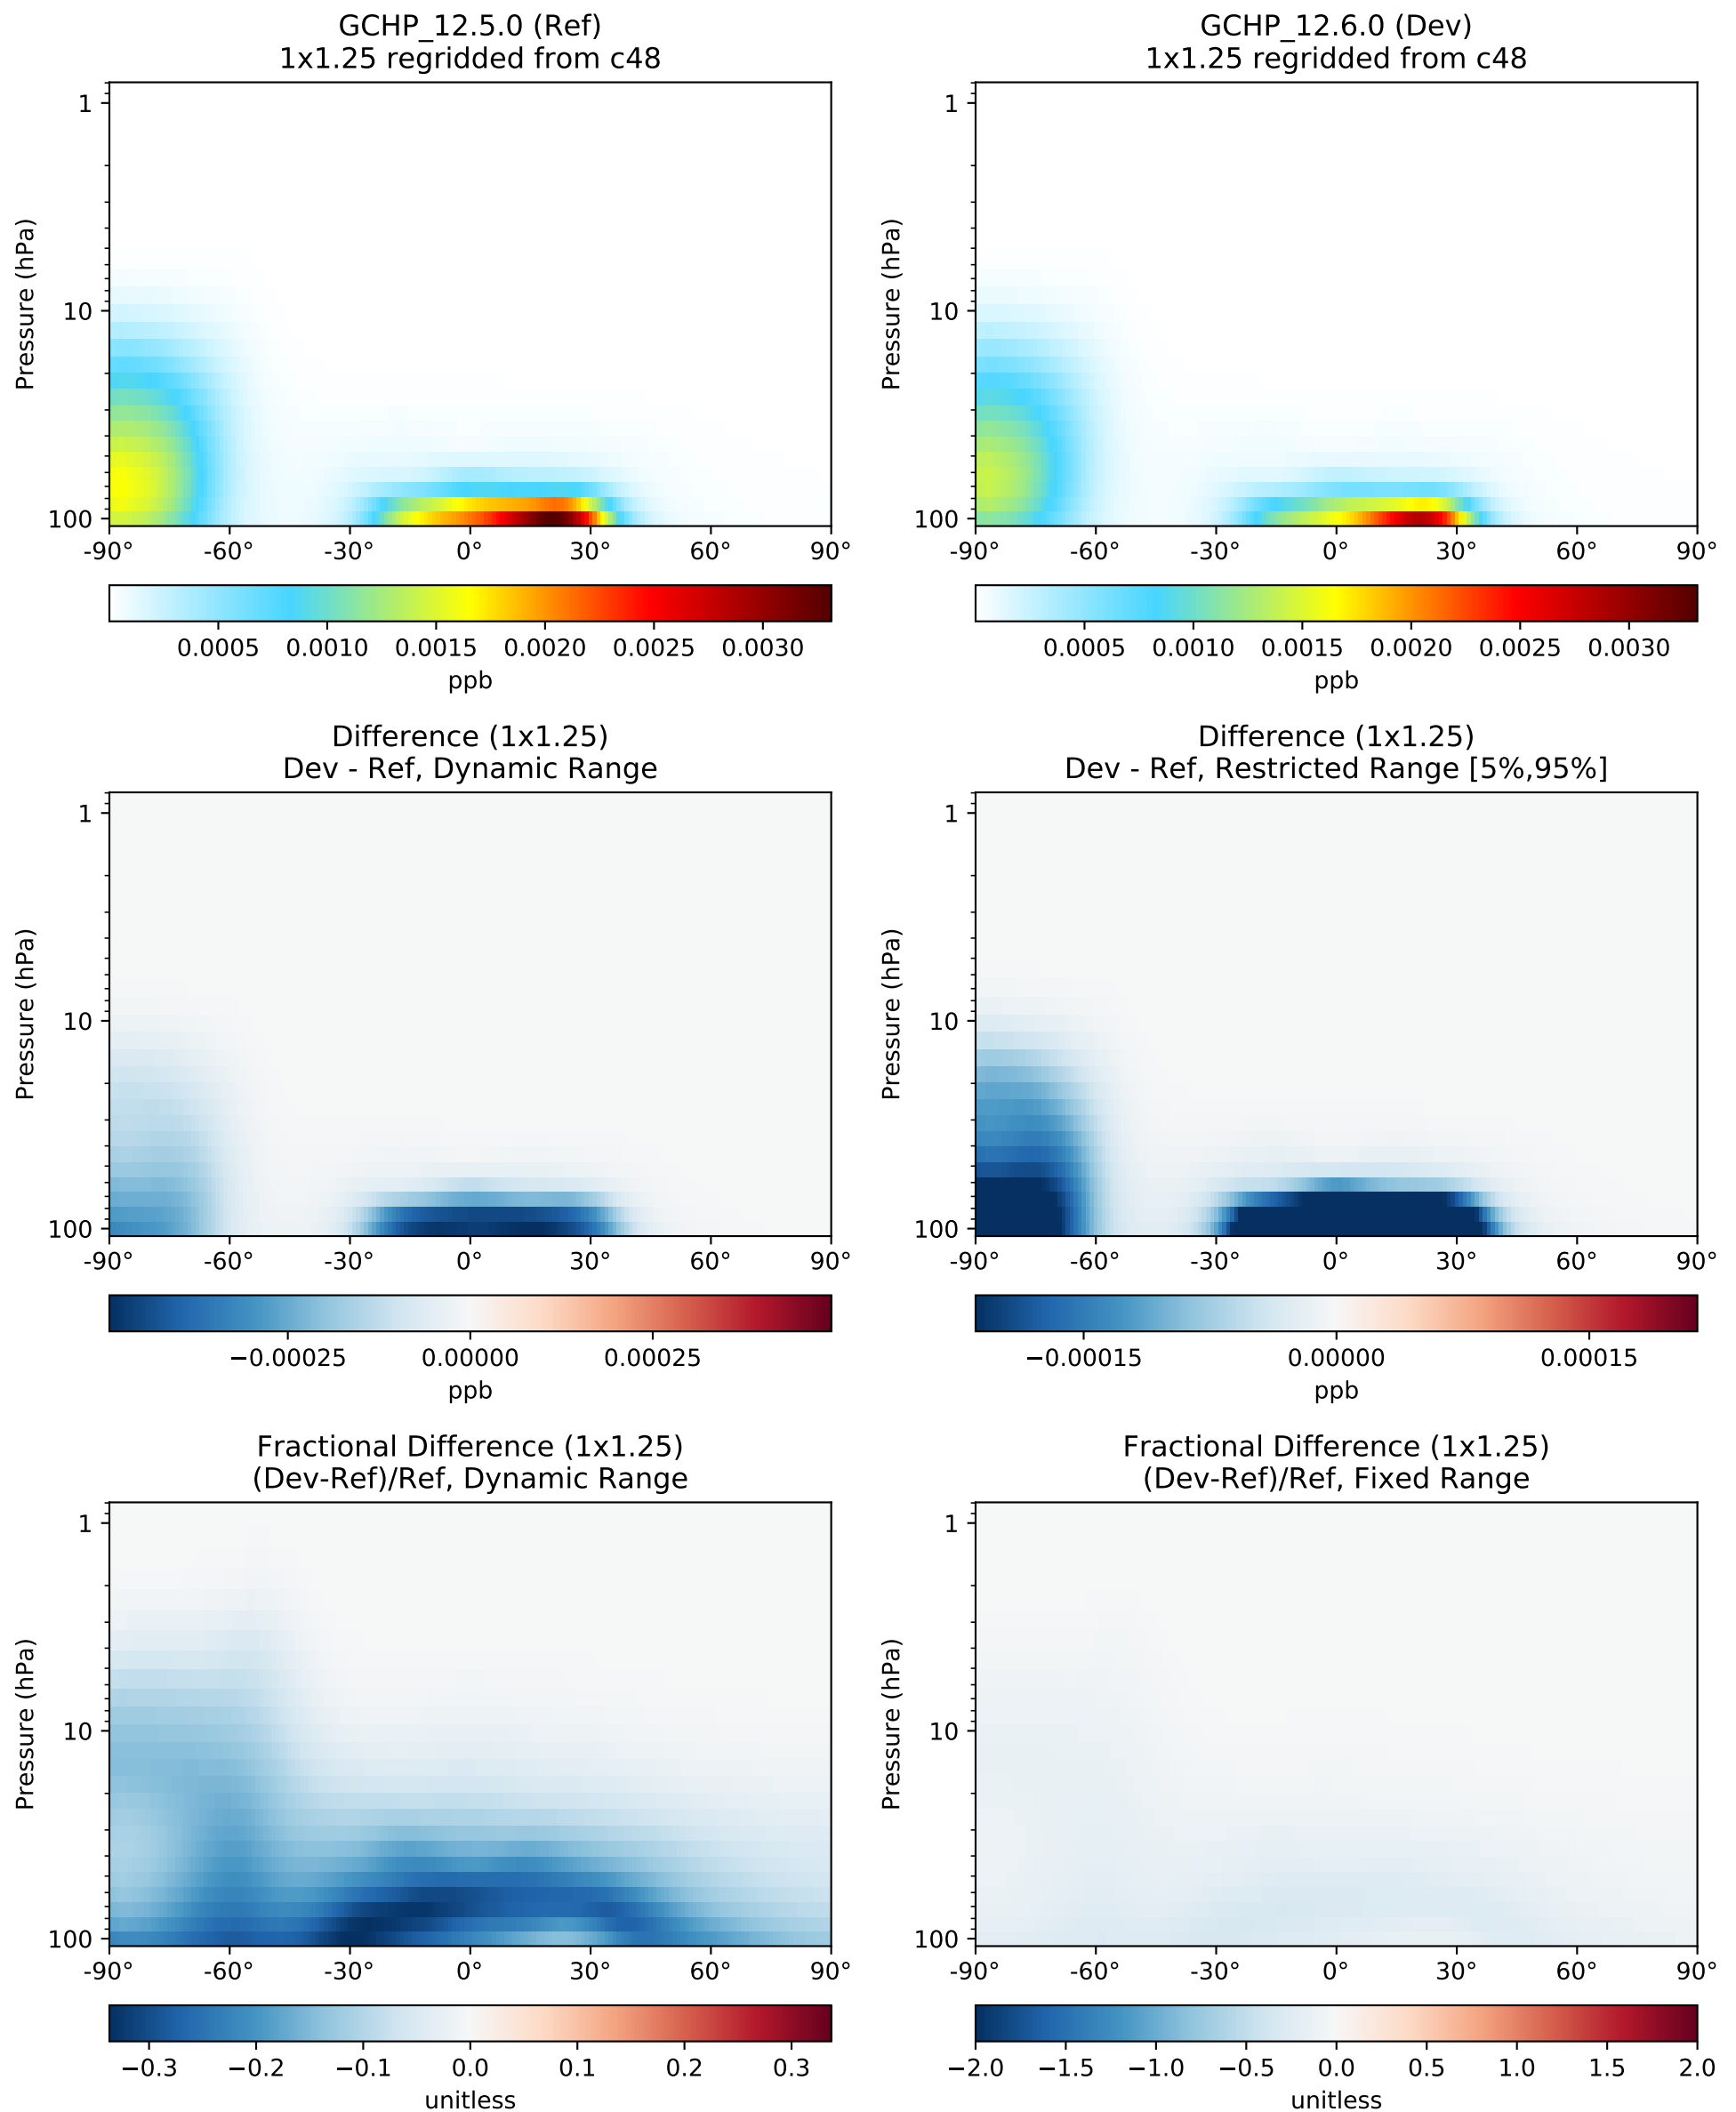 GCHP_12.5.0 (Ref)
1x1.25 regridded from c48
Pressure (hPa)
1
10
100
-90° -60° -30° 0° 30° 60° 90°
0.0005 0.0010 0.0015 0.0020 0.0025 0.0030
ppb
GCHP_12.6.0 (Dev)
1x1.25 regridded from c48
Pressure (hPa)
1
10
100
-90° -60° -30° 0° 30° 60° 90°
0.0005 0.0010 0.0015 0.0020 0.0025 0.0030
ppb
Difference (1x1.25)
Dev - Ref, Dynamic Range
Pressure (hPa)
1
10
100
-90° -60° -30° 0° 30° 60° 90°
−0.00025 0.00000 0.00025
ppb
Difference (1x1.25)
Dev - Ref, Restricted Range [5%,95%]
Pressure (hPa)
1
10
100
-90° -60° -30° 0° 30° 60° 90°
−0.00015 0.00000 0.00015
ppb
Fractional Difference (1x1.25)
(Dev-Ref)/Ref, Dynamic Range
Pressure (hPa)
1
10
100
-90° -60° -30° 0° 30° 60° 90°
−0.3 −0.2 −0.1 0.0 0.1 0.2 0.3
unitless
Fractional Difference (1x1.25)
(Dev-Ref)/Ref, Fixed Range
Pressure (hPa)
1
10
100
-90° -60° -30° 0° 30° 60° 90°
−2.0 −1.5 −1.0 −0.5 0.0 0.5 1.0 1.5 2.0
unitless